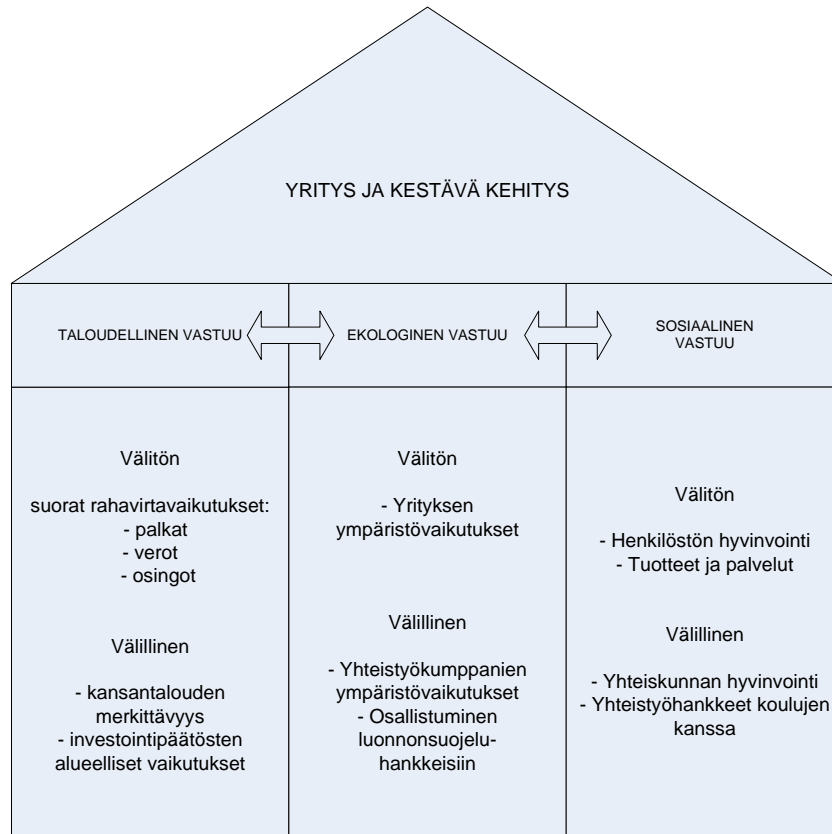 YRITYS JA KESTÄVÄ KEHITYS
TALOUDELLINEN VASTUU
EKOLOGINEN VASTUU
SOSIAALINEN
VASTUU
Välitön
suorat rahavirtavaikutukset:
- palkat
- verot
- osingot
Välillinen
- kansantalouden
merkittävyys
- investointipäätösten
alueelliset vaikutukset
Välitön
- Yrityksen
ympäristövaikutukset
Välillinen
- Yhteistyökumppanien
ympäristövaikutukset
- Osallistuminen
luonnonsuojelu-
hankkeisiin
Välitön
- Henkilöstön hyvinvointi
- Tuotteet ja palvelut
Välillinen
- Yhteiskunnan hyvinvointi
- Yhteistyöhankkeet koulujen
kanssa